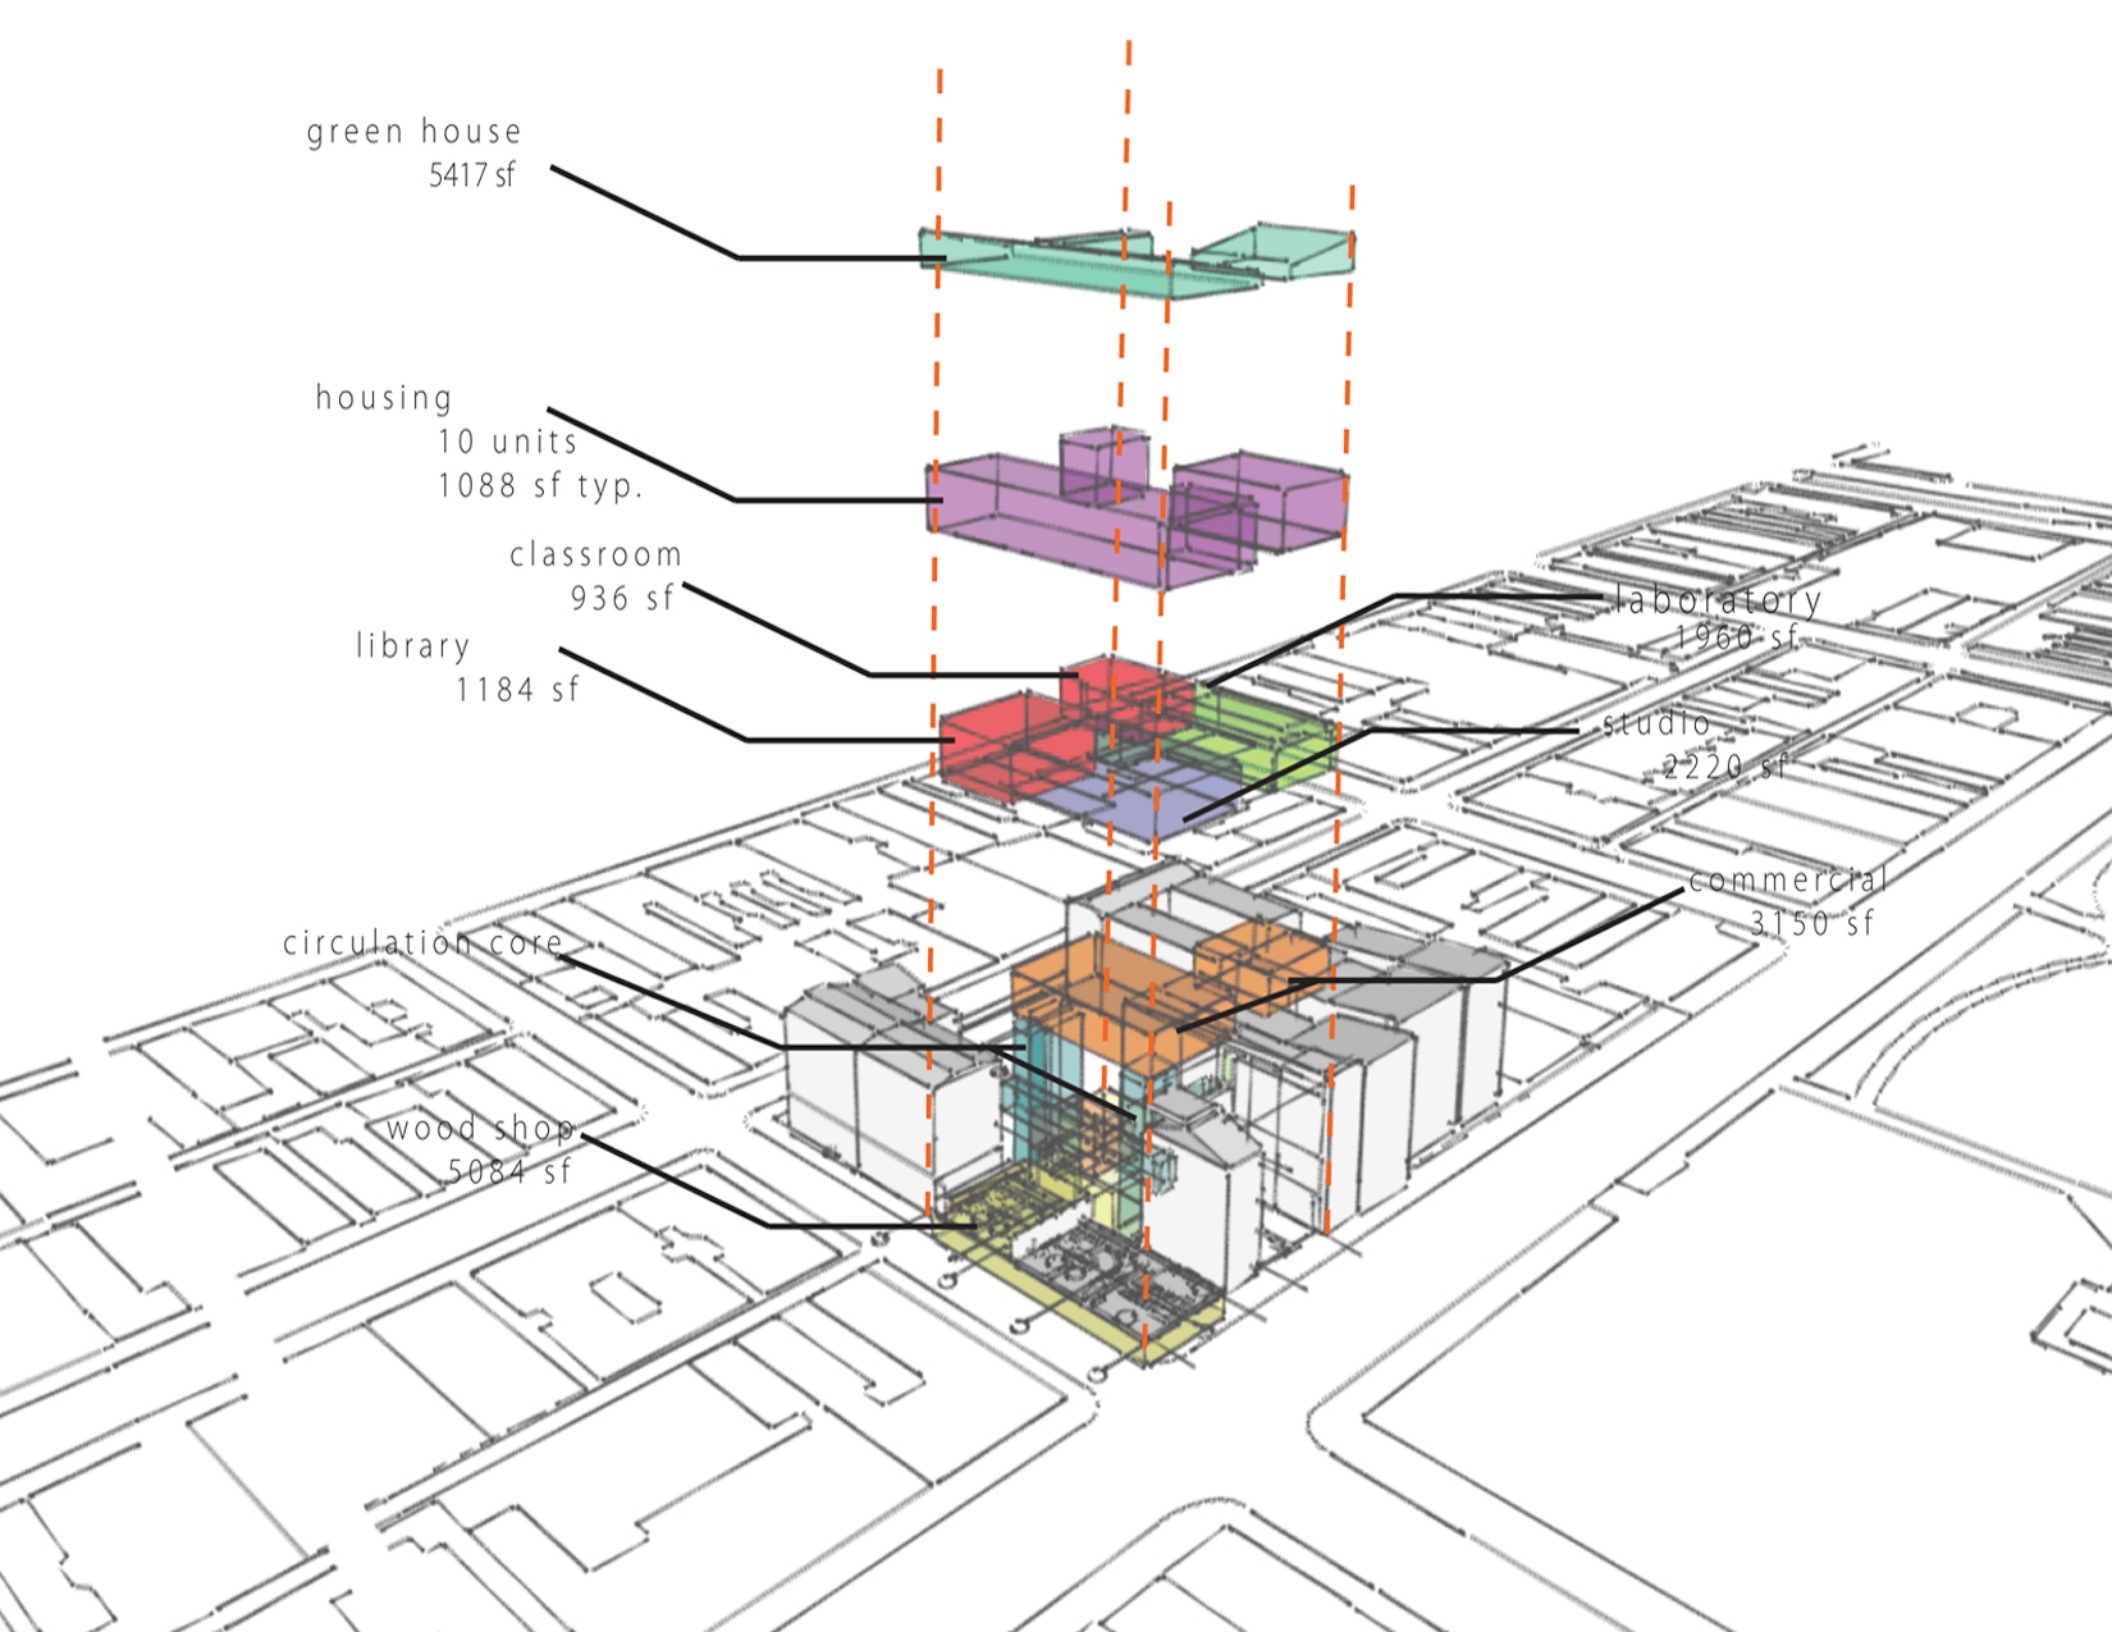 green house
5417 sf
housing
10 units
1088 sf typ.
classroom
936 sf
library
1184 sf
laboratory
1960 sf
studio
2220 sf
commercial
3150 sf
circulation core
wood shop
5084 sf